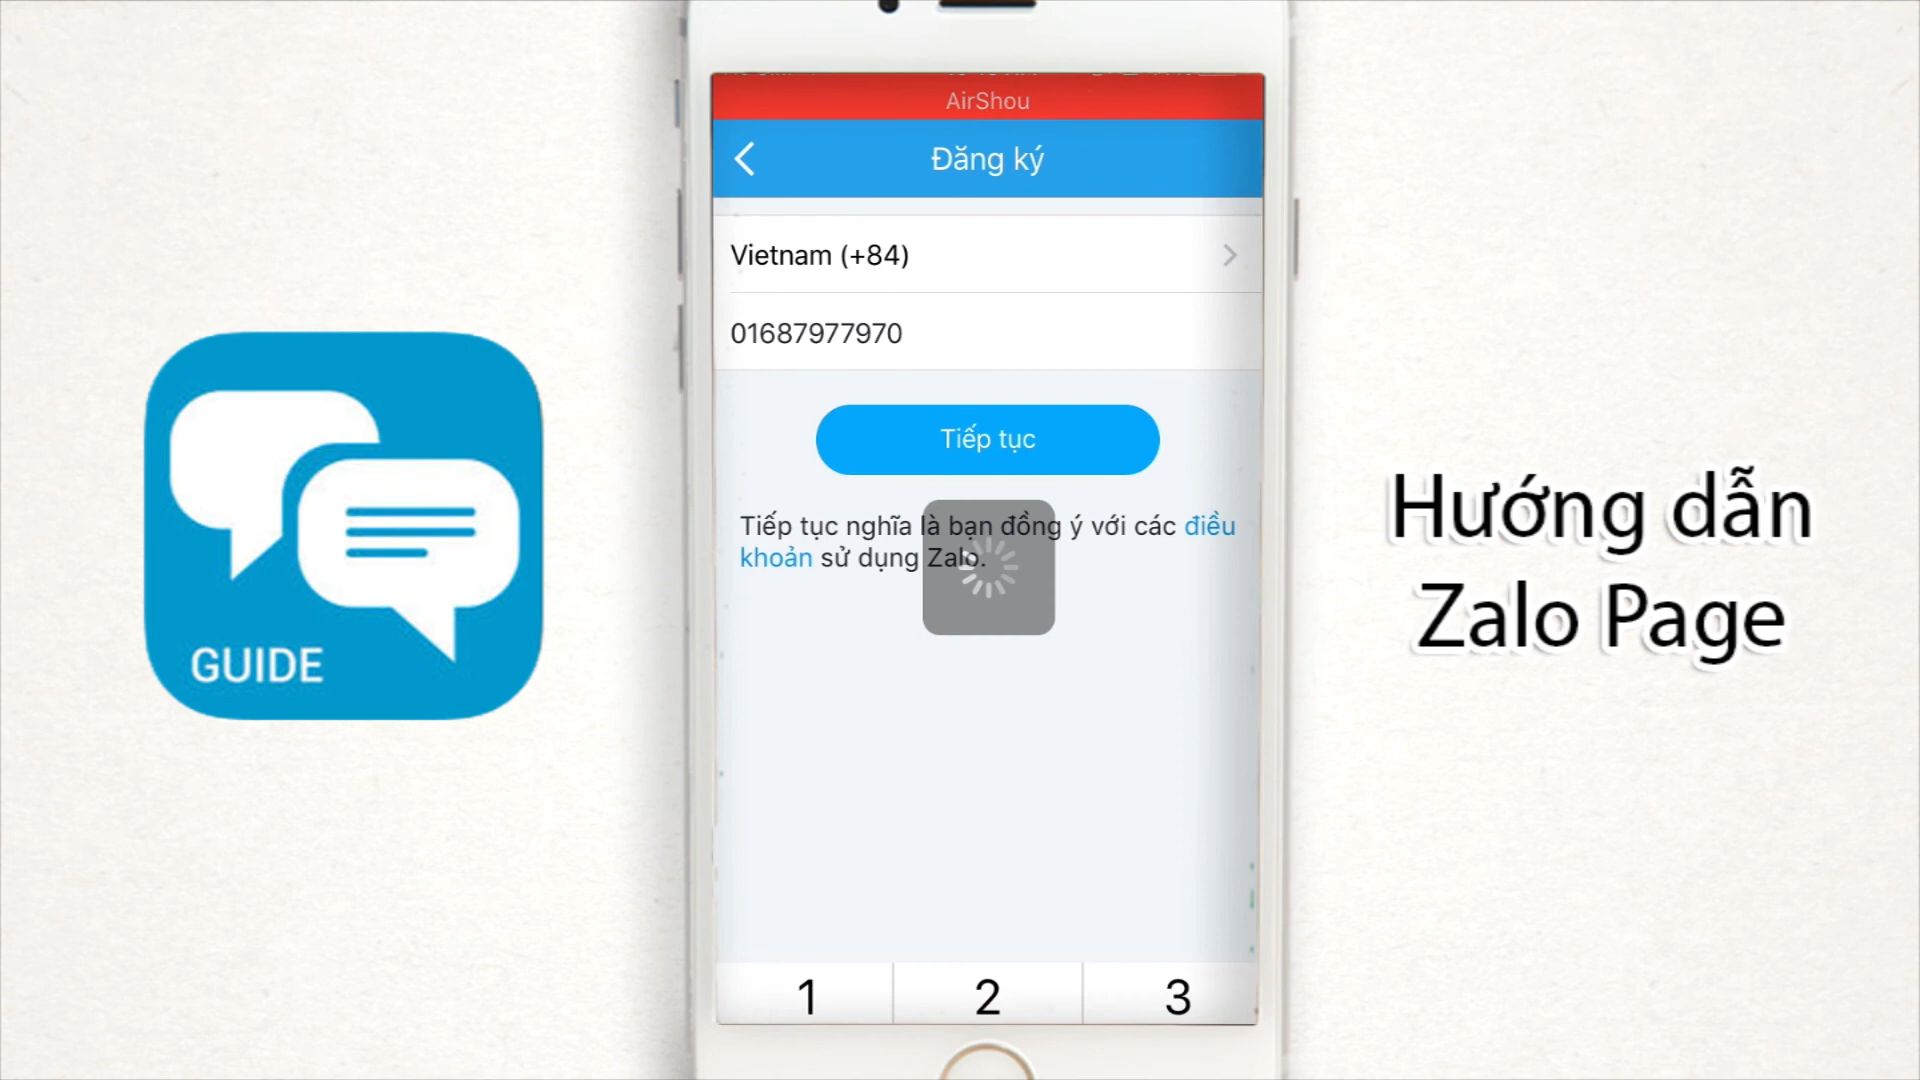 AirShou
Đăng ký
Vietnam (+84)
01687977970
Tiếp tục
Tiếp tục nghĩa là bạn đồng ý với các điều
khoản sử dụng Zalo.
1 2 3
GUIDE
Hướng dẫn
Zalo Page